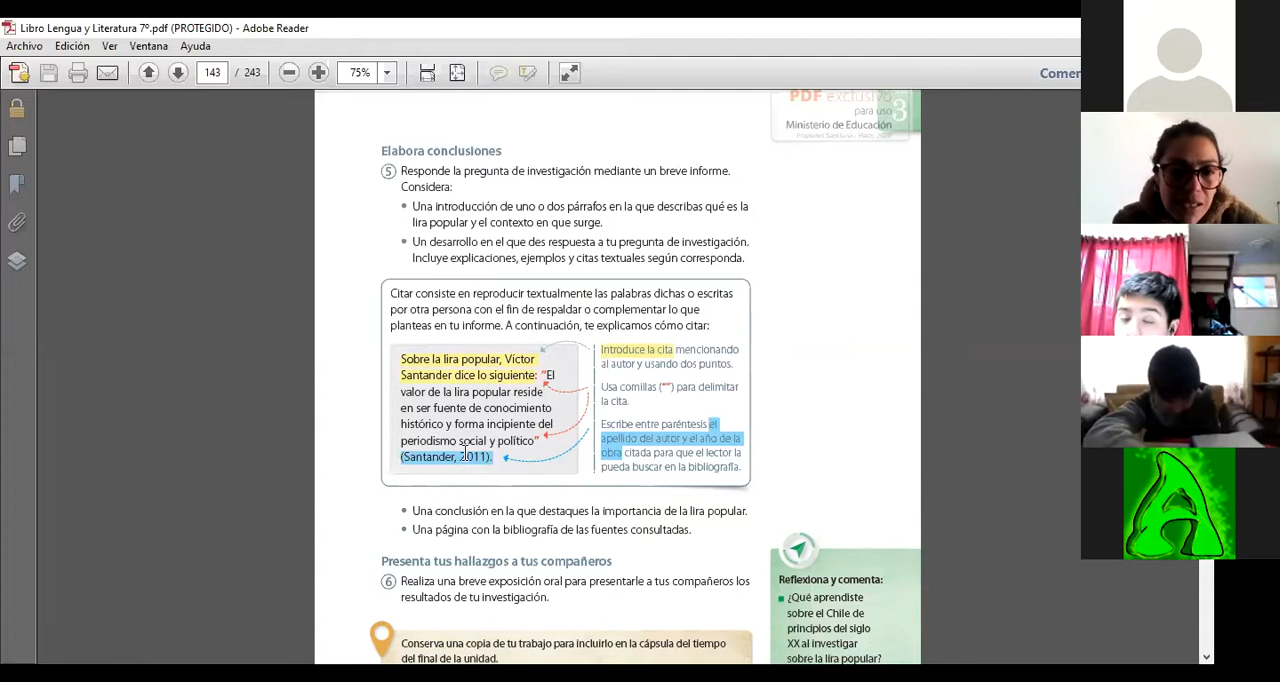 Libro Lengua y Literatura 7º.pdf (PROTEGIDO) - Adobe Reader
Archivo Edición Ver Ventana Ayuda
143 / 243 75% Comen
PDF exclusivo
para uso
Ministerio de Educación
3
Elabora conclusiones
5 Responde la pregunta de investigación mediante un breve informe.
Considera:
• Una introducción de uno o dos párrafos en la que describas qué es la
lira popular y el contexto en que surge.
• Un desarrollo en el que des respuesta a tu pregunta de investigación.
Incluye explicaciones, ejemplos y citas textuales según corresponda.
Citar consiste en reproducir textualmente las palabras dichas o escritas
por otra persona con el fin de respaldar o complementar lo que
planteas en tu informe. A continuación, te explicamos cómo citar:
Sobre la lira popular, Víctor
Santander dice lo siguiente: "El
valor de la lira popular reside
en ser fuente de conocimiento
histórico y forma incipiente del
periodismo social y político"
(Santander, 2011).
Introduce la cita mencionando
al autor y usando dos puntos.
Usa comillas ("") para delimitar
la cita.
Escribe entre paréntesis el
apellido del autor y el año de la
obra citada para que el lector la
pueda buscar en la bibliografía.
• Una conclusión en la que destaques la importancia de la lira popular.
• Una página con la bibliografía de las fuentes consultadas.
Presenta tus hallazgos a tus compañeros
6 Realiza una breve exposición oral para presentarle a tus compañeros los
resultados de tu investigación.
Conserva una copia de tu trabajo para incluirlo en la cápsula del tiempo
del final de la unidad.
Reflexiona y comenta:
¿Qué aprendiste
sobre el Chile de
principios del siglo
XX al investigar
sobre la lira popular?
A